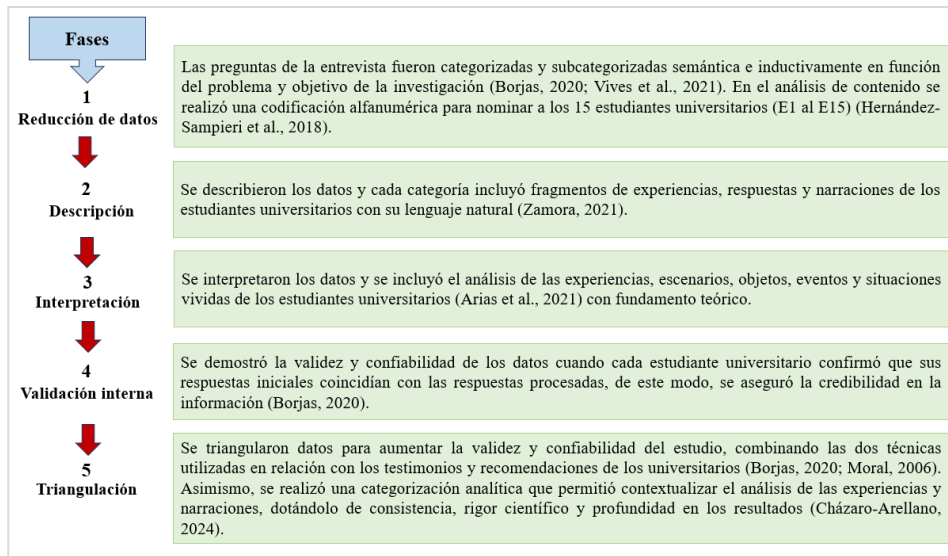 Fases
1
Reducción de datos
Las preguntas de la entrevista fueron categorizadas y subcategorizadas semántica e inductivamente en función
del problema y objetivo de la investigación (Borjas, 2020; Vives et al., 2021). En el análisis de contenido se
realizó una codificación alfanumérica para nominar a los 15 estudiantes universitarios (E1 al E15) (Hernández-
Sampieri et al., 2018).
2
Descripción
Se describieron los datos y cada categoría incluyó fragmentos de experiencias, respuestas y narraciones de los
estudiantes universitarios con su lenguaje natural (Zamora, 2021).
3
Interpretación
Se interpretaron los datos y se incluyó el análisis de las experiencias, escenarios, objetos, eventos y situaciones
vividas de los estudiantes universitarios (Arias et al., 2021) con fundamento teórico.
4
Validación interna
Se demostró la validez y confiabilidad de los datos cuando cada estudiante universitario confirmó que sus
respuestas iniciales coincidían con las respuestas procesadas, de este modo, se aseguró la credibilidad en la
información (Borjas, 2020).
5
Triangulación
Se triangularon datos para aumentar la validez y confiabilidad del estudio, combinando las dos técnicas
utilizadas en relación con los testimonios y recomendaciones de los universitarios (Borjas, 2020; Moral, 2006).
Asimismo, se realizó una categorización analítica que permitió contextualizar el análisis de las experiencias y
narraciones, dotándolo de consistencia, rigor científico y profundidad en los resultados (Cházaro-Arellano,
2024).